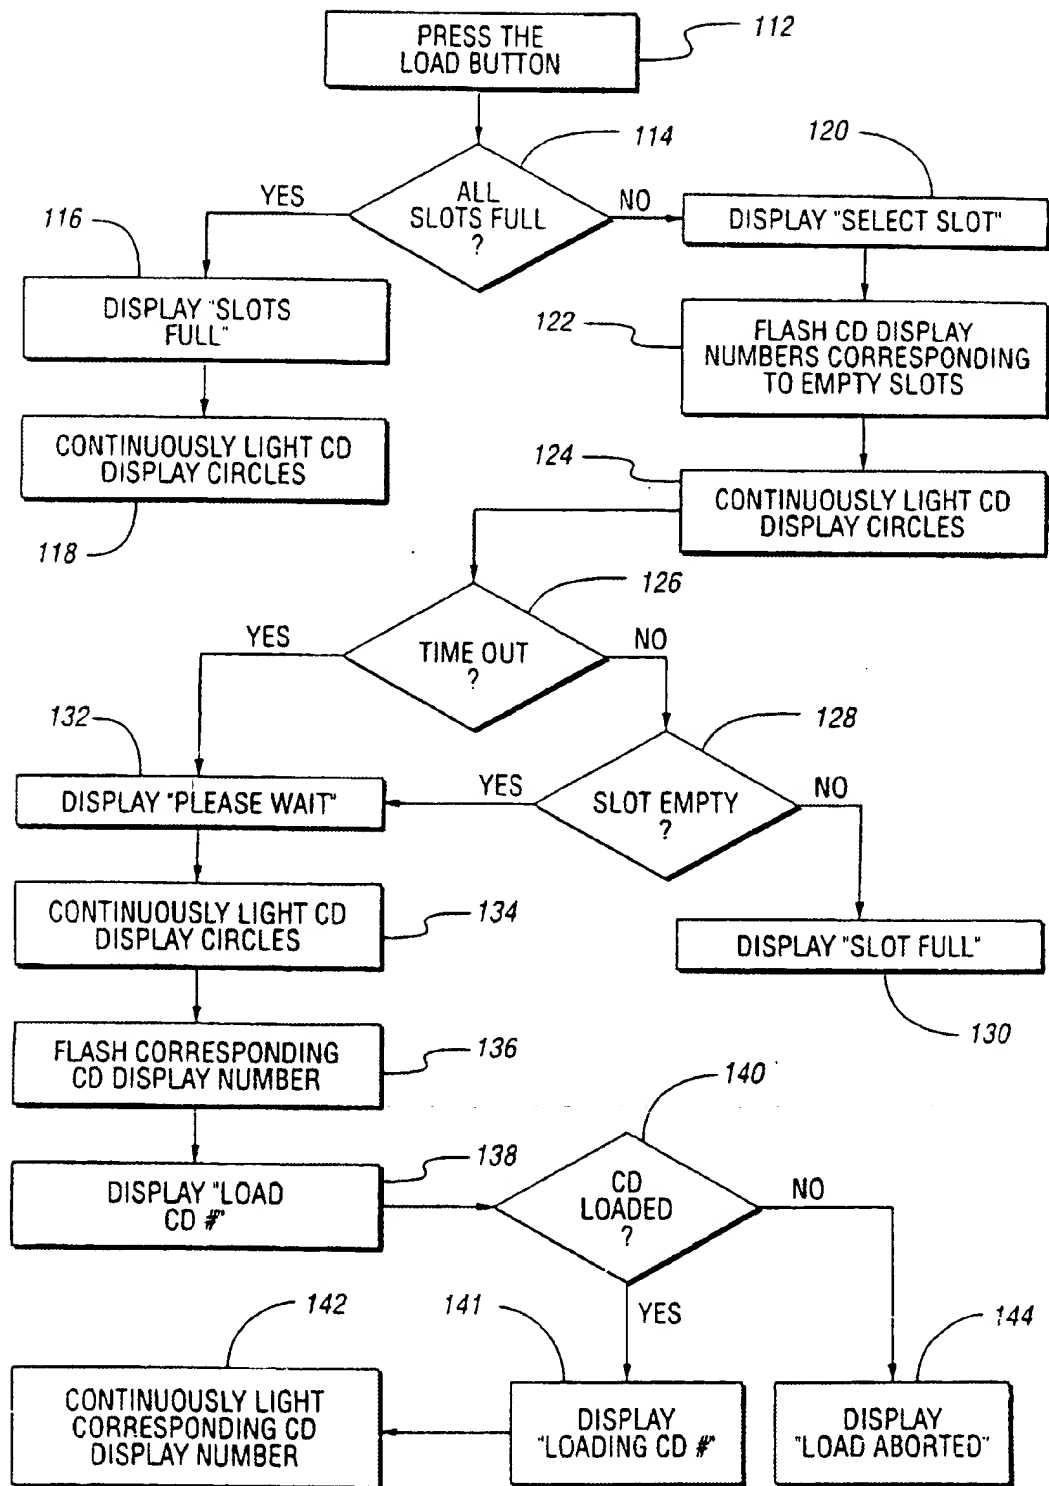 PRESS THE
LOAD BUTTON
112
114
ALL
SLOTS FULL
?
YES
NO
120
DISPLAY "SELECT SLOT"
116
DISPLAY "SLOTS
FULL"
122
FLASH CD DISPLAY
NUMBERS CORRESPONDING
TO EMPTY SLOTS
CONTINUOUSLY LIGHT CD
DISPLAY CIRCLES
118
124
CONTINUOUSLY LIGHT CD
DISPLAY CIRCLES
126
TIME OUT
?
YES
NO
128
SLOT EMPTY
?
YES
NO
132
DISPLAY "PLEASE WAIT"
CONTINUOUSLY LIGHT CD
DISPLAY CIRCLES
134
DISPLAY "SLOT FULL"
130
FLASH CORRESPONDING
CD DISPLAY NUMBER
136
DISPLAY "LOAD
CD #"
138
140
CD
LOADED
?
NO
YES
142
CONTINUOUSLY LIGHT
CORRESPONDING CD
DISPLAY NUMBER
141
DISPLAY
"LOADING CD #"
144
DISPLAY
"LOAD ABORTED"